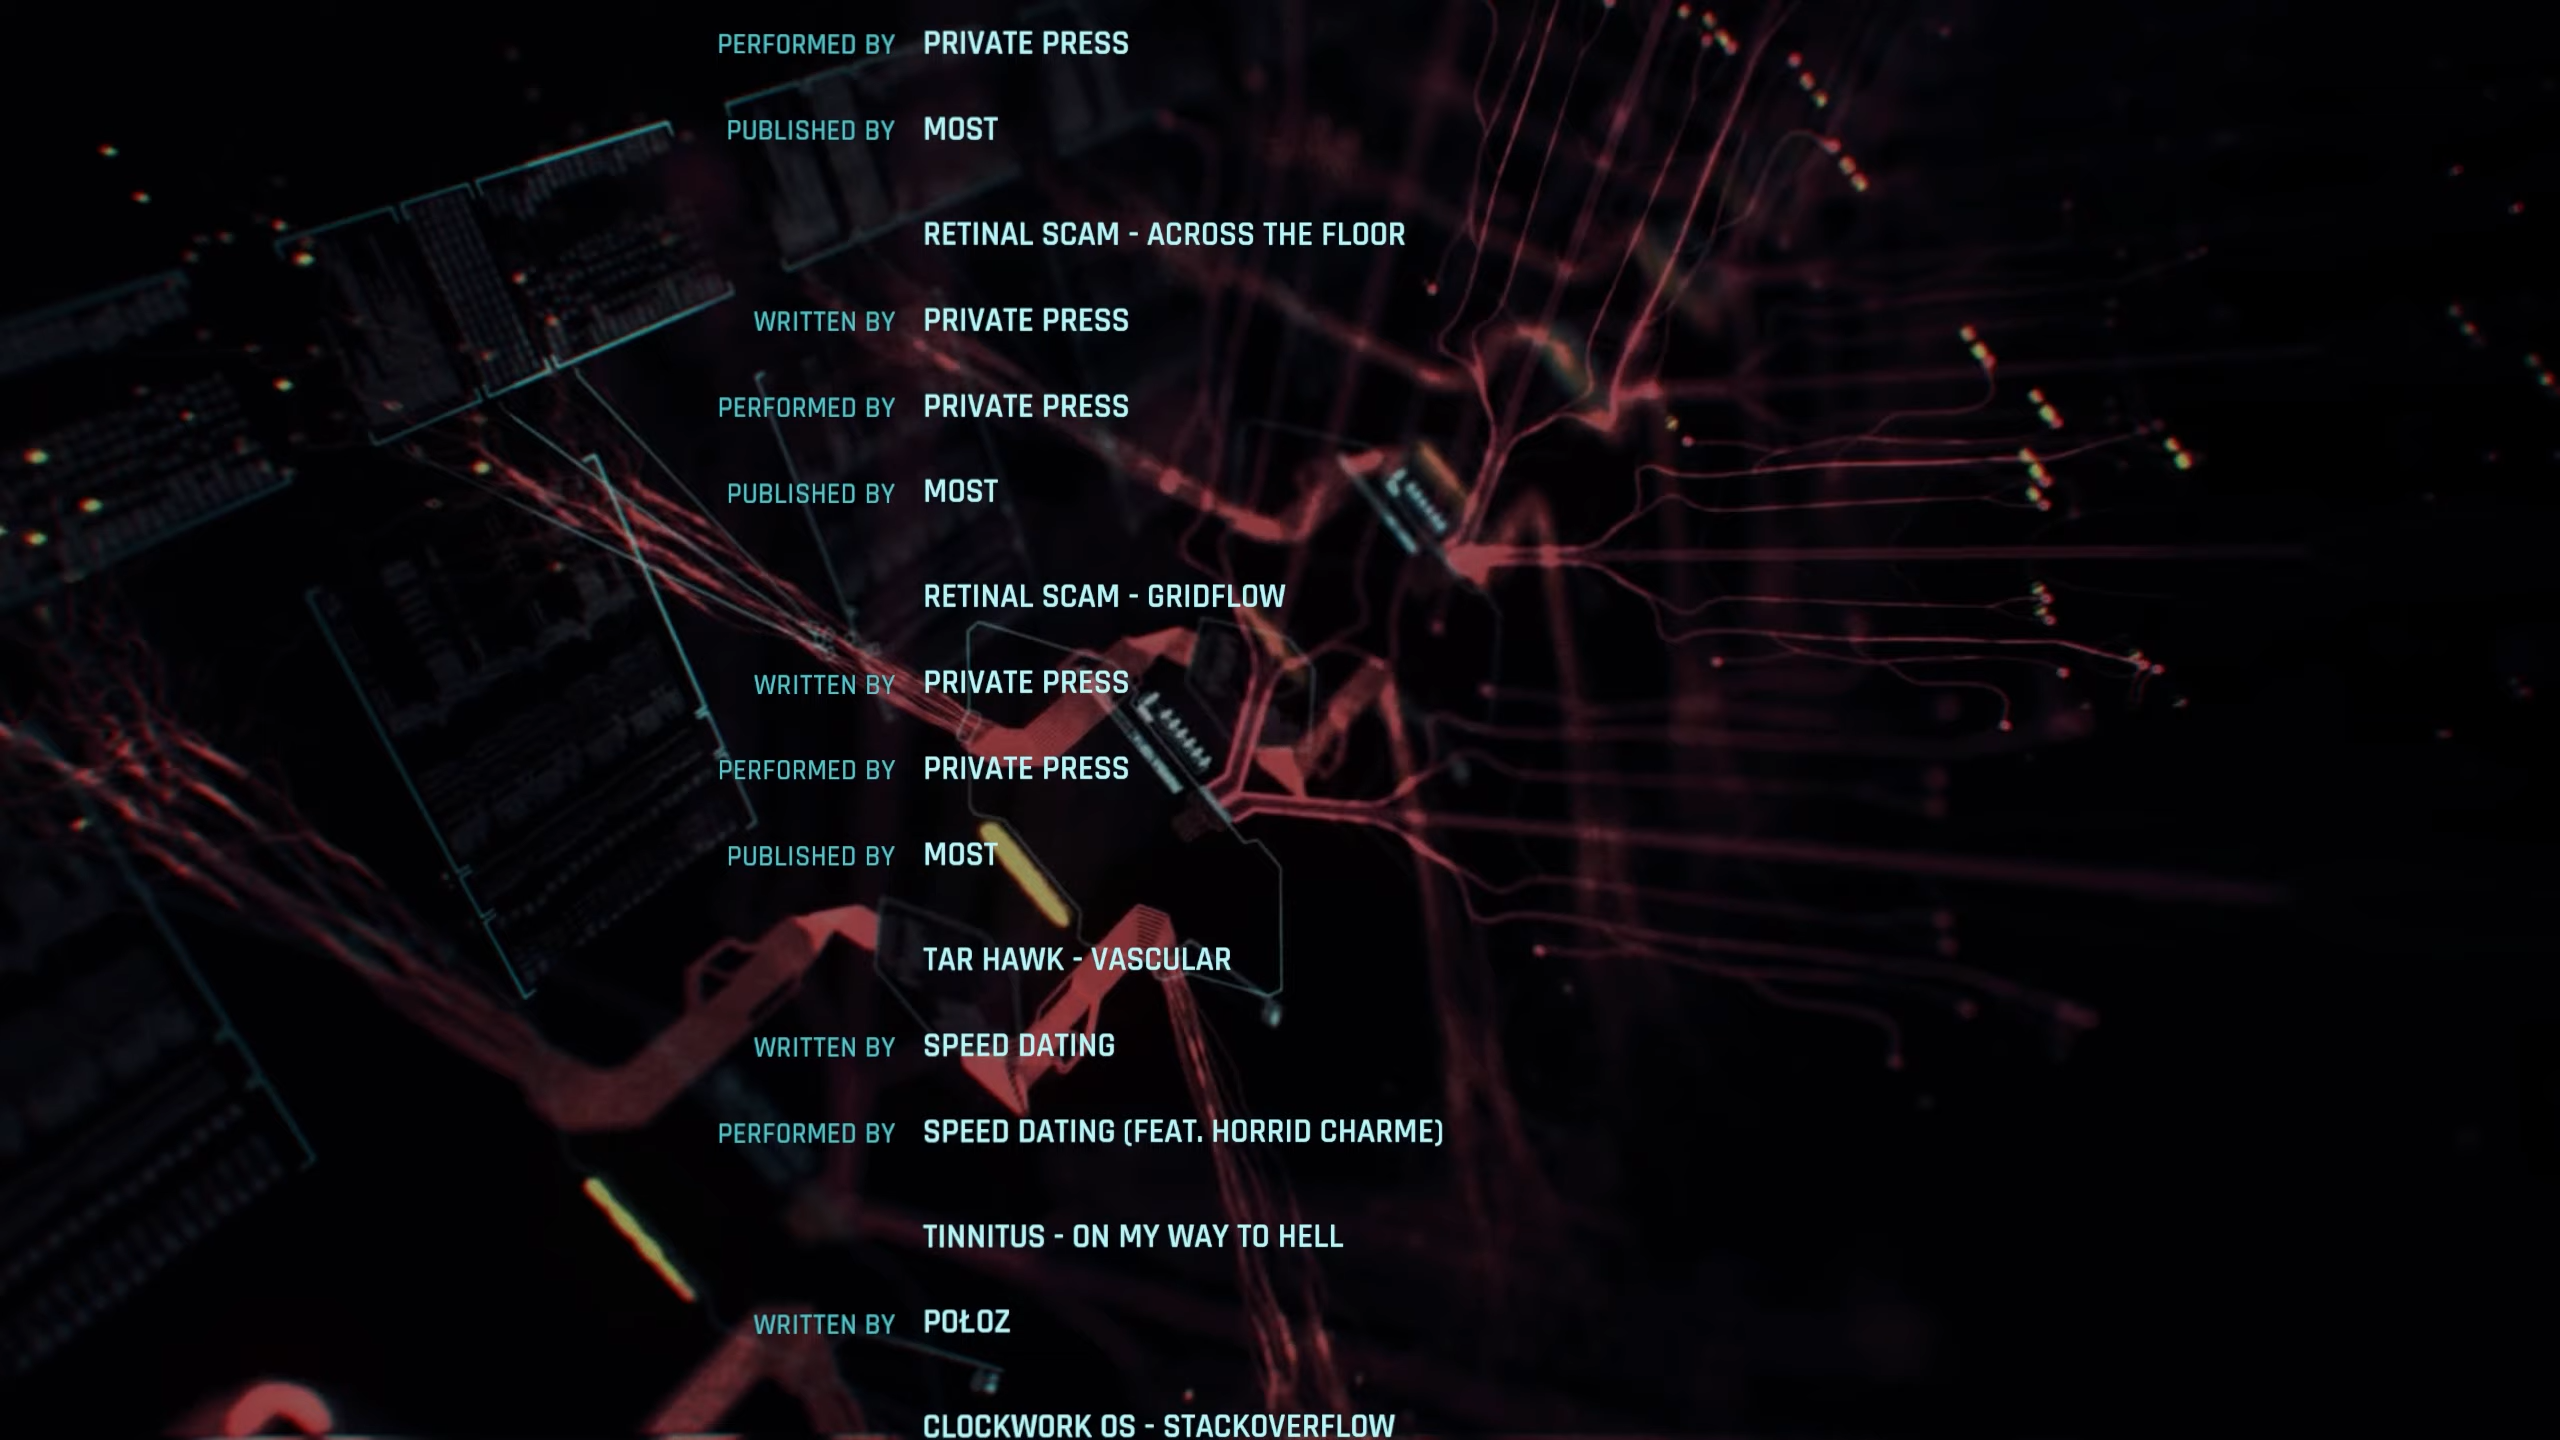 PERFORMED BY PRIVATE PRESS
PUBLISHED BY MOST
RETINAL SCAM - ACROSS THE FLOOR
WRITTEN BY PRIVATE PRESS
PERFORMED BY PRIVATE PRESS
PUBLISHED BY MOST
RETINAL SCAM - GRIDFLOW
WRITTEN BY PRIVATE PRESS
PERFORMED BY PRIVATE PRESS
PUBLISHED BY MOST
TAR HAWK - VASCULAR
WRITTEN BY SPEED DATING
PERFORMED BY SPEED DATING (FEAT. HORRID CHARME)
TINNITUS - ON MY WAY TO HELL
WRITTEN BY POŁOZ
CLOCKWORK OS - STACKOVERFLOW